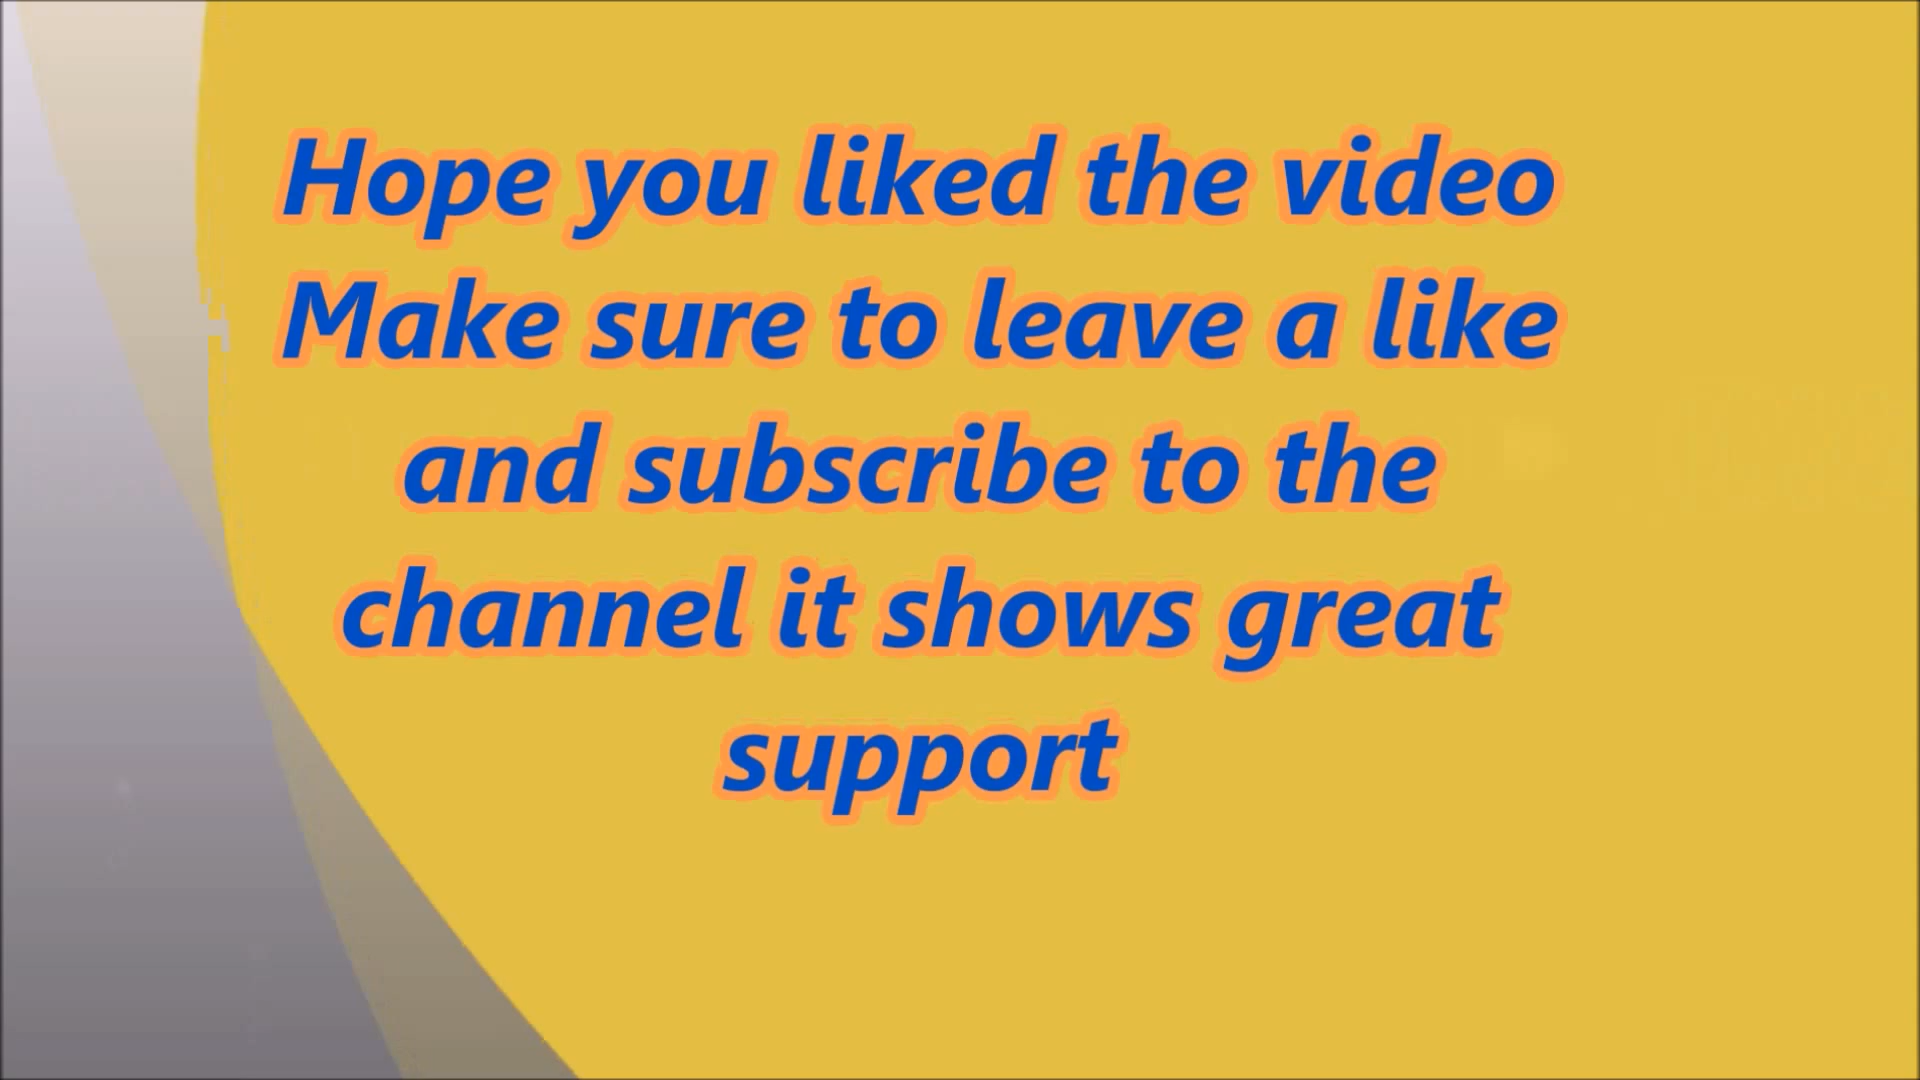 Hope you liked the video
Make sure to leave a like
and subscribe to the
channel it shows great
support